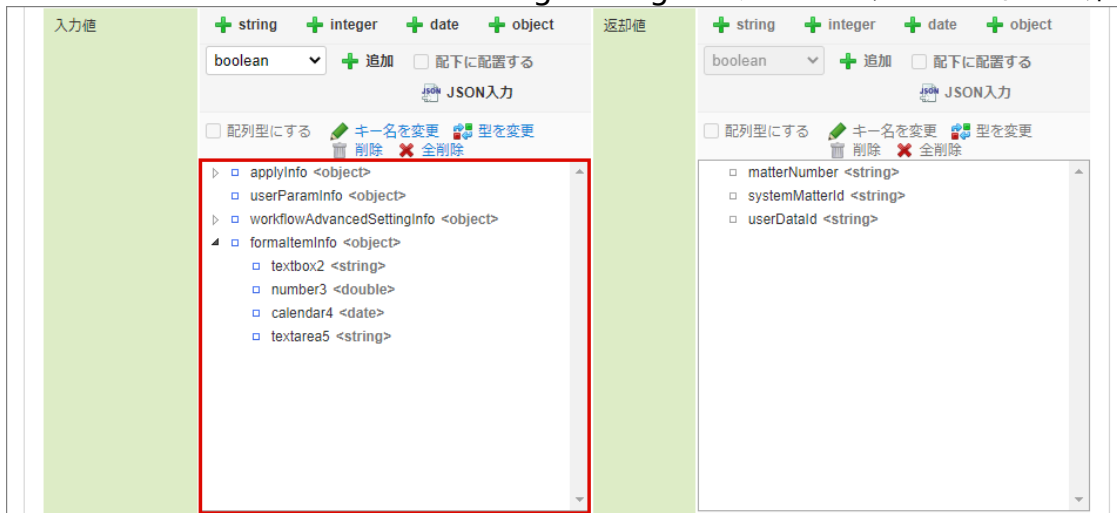 入力値
string integer date object
boolean 追加 配下に配置する
JSON入力
配列型にする キー名を変更 型を変更
削除 全削除
applyInfo <object>
userParamInfo <object>
workflowAdvancedSettingInfo <object>
formaItemInfo <object>
textbox2 <string>
number3 <double>
calendar4 <date>
textarea5 <string>
返却値
string integer date object
boolean 追加 配下に配置する
JSON入力
配列型にする キー名を変更 型を変更
削除 全削除
matterNumber <string>
systemMatterId <string>
userDataId <string>